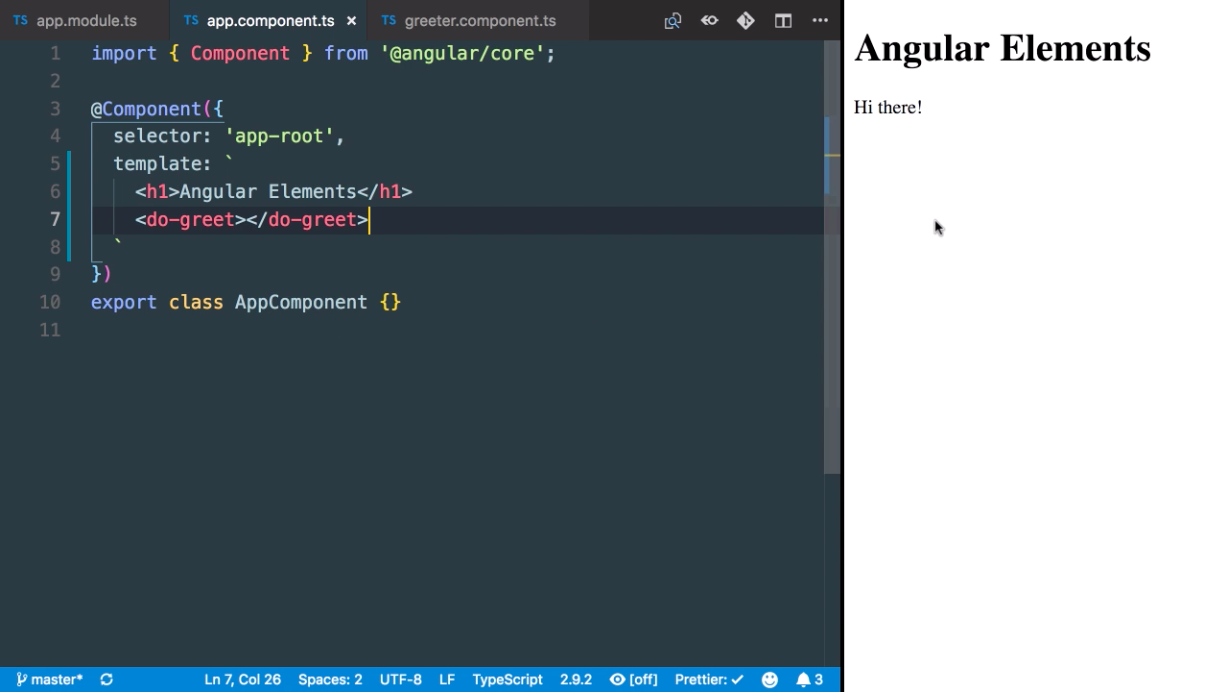 TS app.module.ts TS app.component.ts × TS greeter.component.ts ···
1 import { Component } from '@angular/core';
2
3 @Component({
4 selector: 'app-root',
5 template: `
6 <h1>Angular Elements</h1>
7 <do-greet></do-greet>
8 `
9 })
10 export class AppComponent {}
11
Angular Elements
Hi there!
master* Ln 7, Col 26 Spaces: 2 UTF-8 LF TypeScript 2.9.2 [off] Prettier: ✓ 3